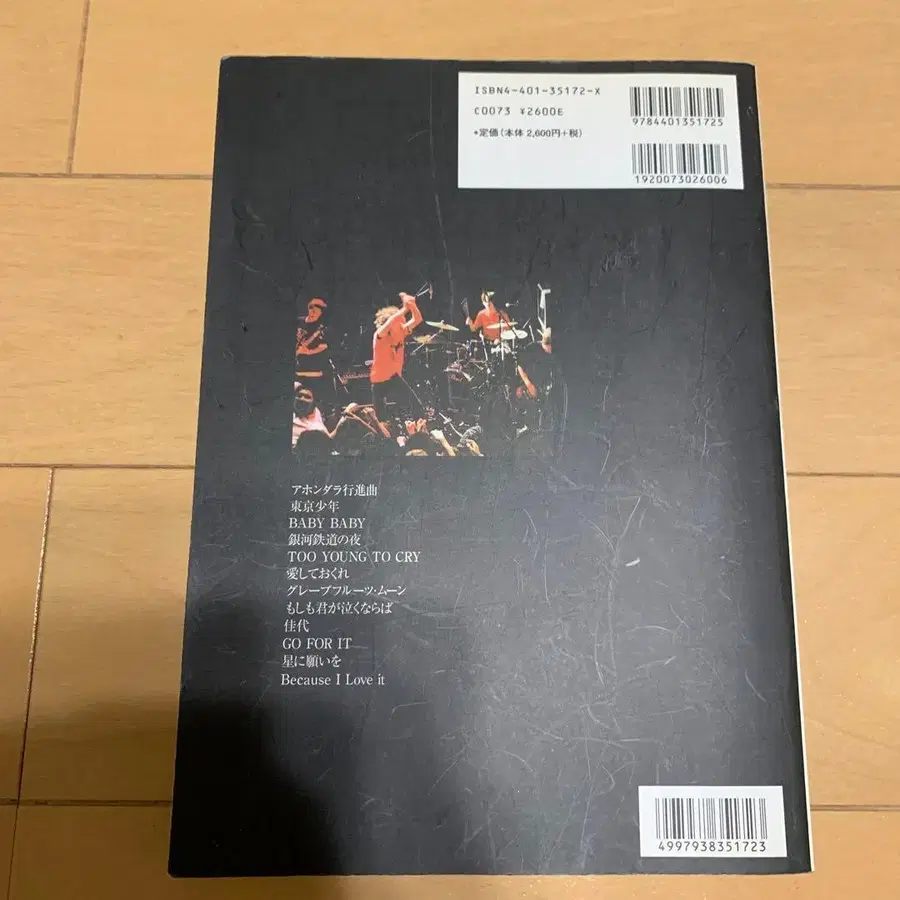 ISBN4-401-35172-X
C0073 ¥2600E
*定価(本体 2,600円+税)
9784401351725
1920073026006
アホンダラ行進曲
東京少年
BABY BABY
銀河鉄道の夜
TOO YOUNG TO CRY
愛しておくれ
グレープフルーツ・ムーン
もしも君が泣くならば
佳代
GO FOR IT
星に願いを
Because I Love it
4997938351723